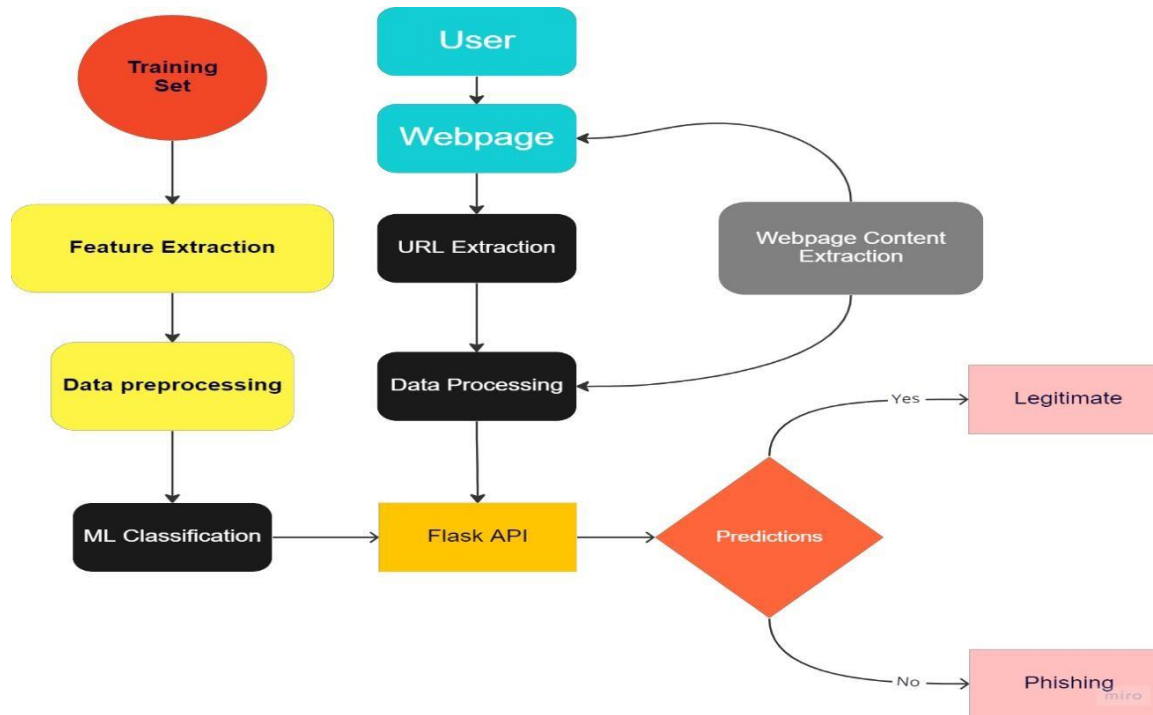 Training
Set
User
Webpage
Feature Extraction
URL Extraction
Webpage Content
Extraction
Data preprocessing
Data Processing
Yes
Legitimate
ML Classification
Flask API
Predictions
No
Phishing
miro